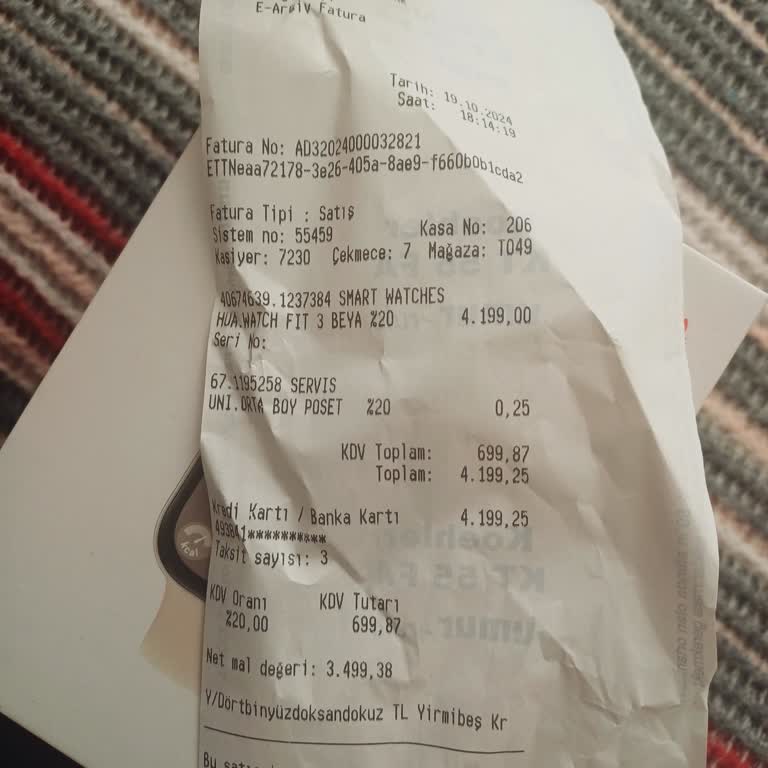 E-Arşiv Fatura
Tarih: 19.10.2024
Saat: 18:14:19
Fatura No: AD32024000032821
ETTNeaa72178-3e26-405a-8ae9-f660b0b1cda2
Fatura Tipi : Satış
Sistem no: 55459 Kasa No: 206
Kasiyer: 7230 Çekmece: 7 Mağaza: T049
40674639.1237384 SMART WATCHES
HUA.WATCH FIT 3 BEYA %20 4.199,00
Seri No:
67.1195258 SERVIS
UNI.ORTA BOY POSET %20 0,25
KDV Toplam: 699,87
Toplam: 4.199,25
Kredi Kartı / Banka Kartı 4.199,25
493841**********
Taksit sayısı: 3
KDV Oranı KDV Tutarı
%20,00 699,87
Net mal değeri: 3.499,38
Y/Dörtbinyüzdoksandokuz TL Yirmibeş Kr
Bu